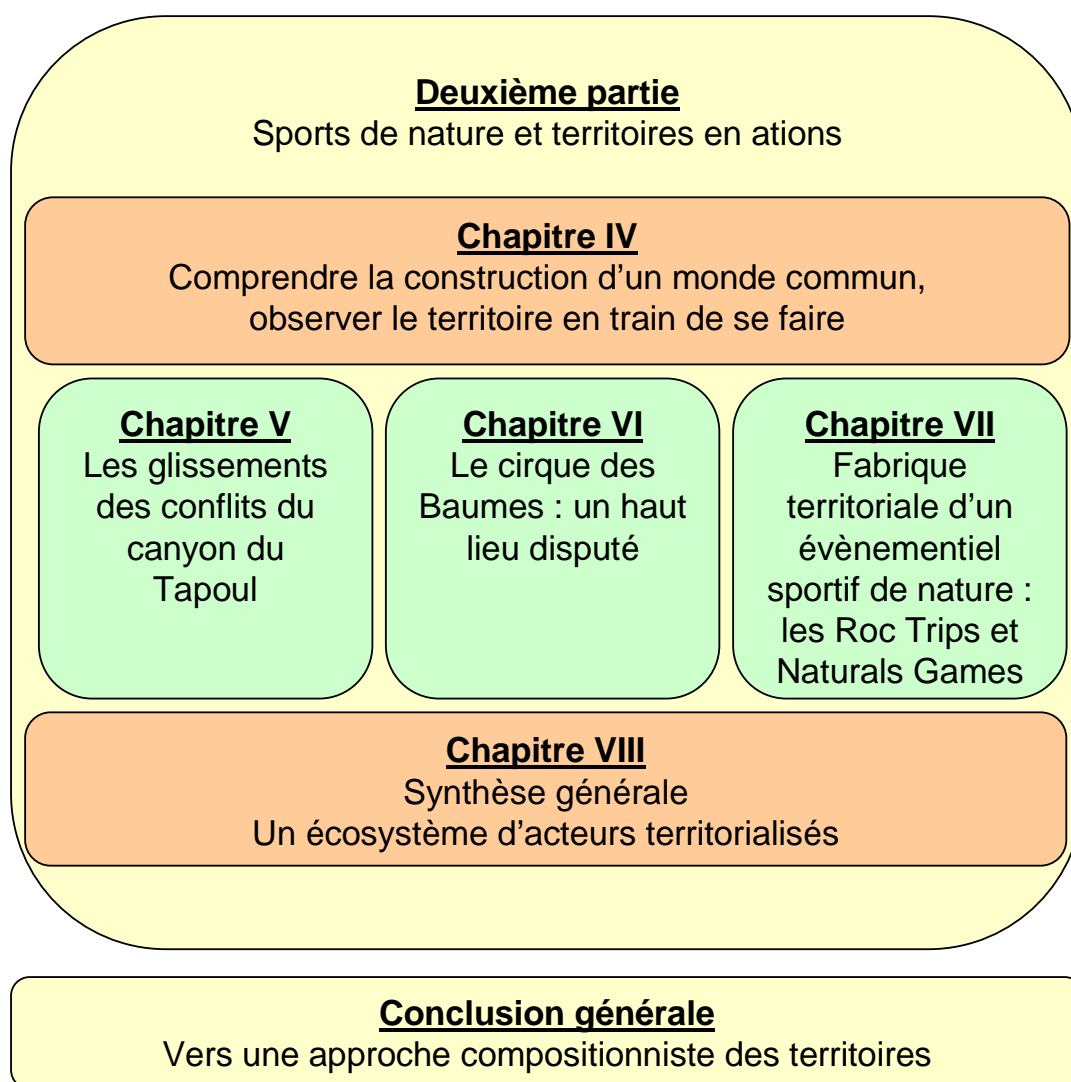 Deuxième partie
Sports de nature et territoires en ations
Chapitre IV
Comprendre la construction d'un monde commun,
observer le territoire en train de se faire
Chapitre V
Les glissements
des conflits du
canyon du
Tapoul
Chapitre VI
Le cirque des
Baumes : un haut
lieu disputé
Chapitre VII
Fabrique
territoriale d'un
évènementiel
sportif de nature :
les Roc Trips et
Naturals Games
Chapitre VIII
Synthèse générale
Un écosystème d'acteurs territorialisés
Conclusion générale
Vers une approche compositionniste des territoires